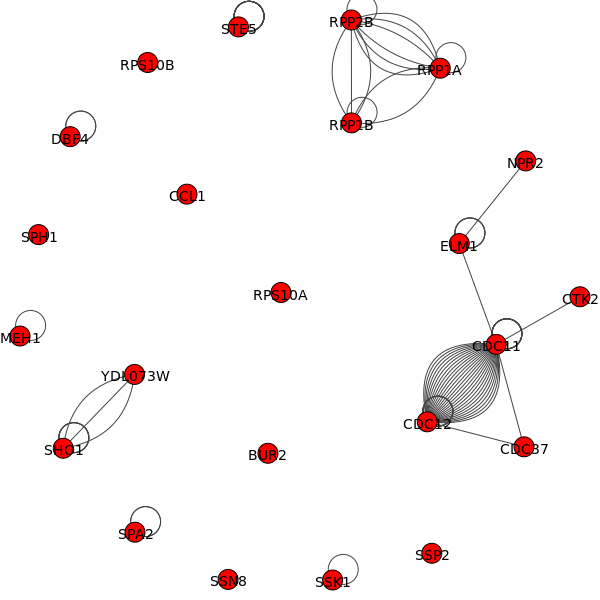 STE5
RPP2B
RPS10B
RPP1A
RPP1B
DBF4
NPR2
CCL1
SPH1
ELM1
RPS10A
CTK2
MEH1
CDC11
YDL073W
CDC12
SHO1
BUR2
CDC37
SPA2
SSP2
SSN8
SSK1